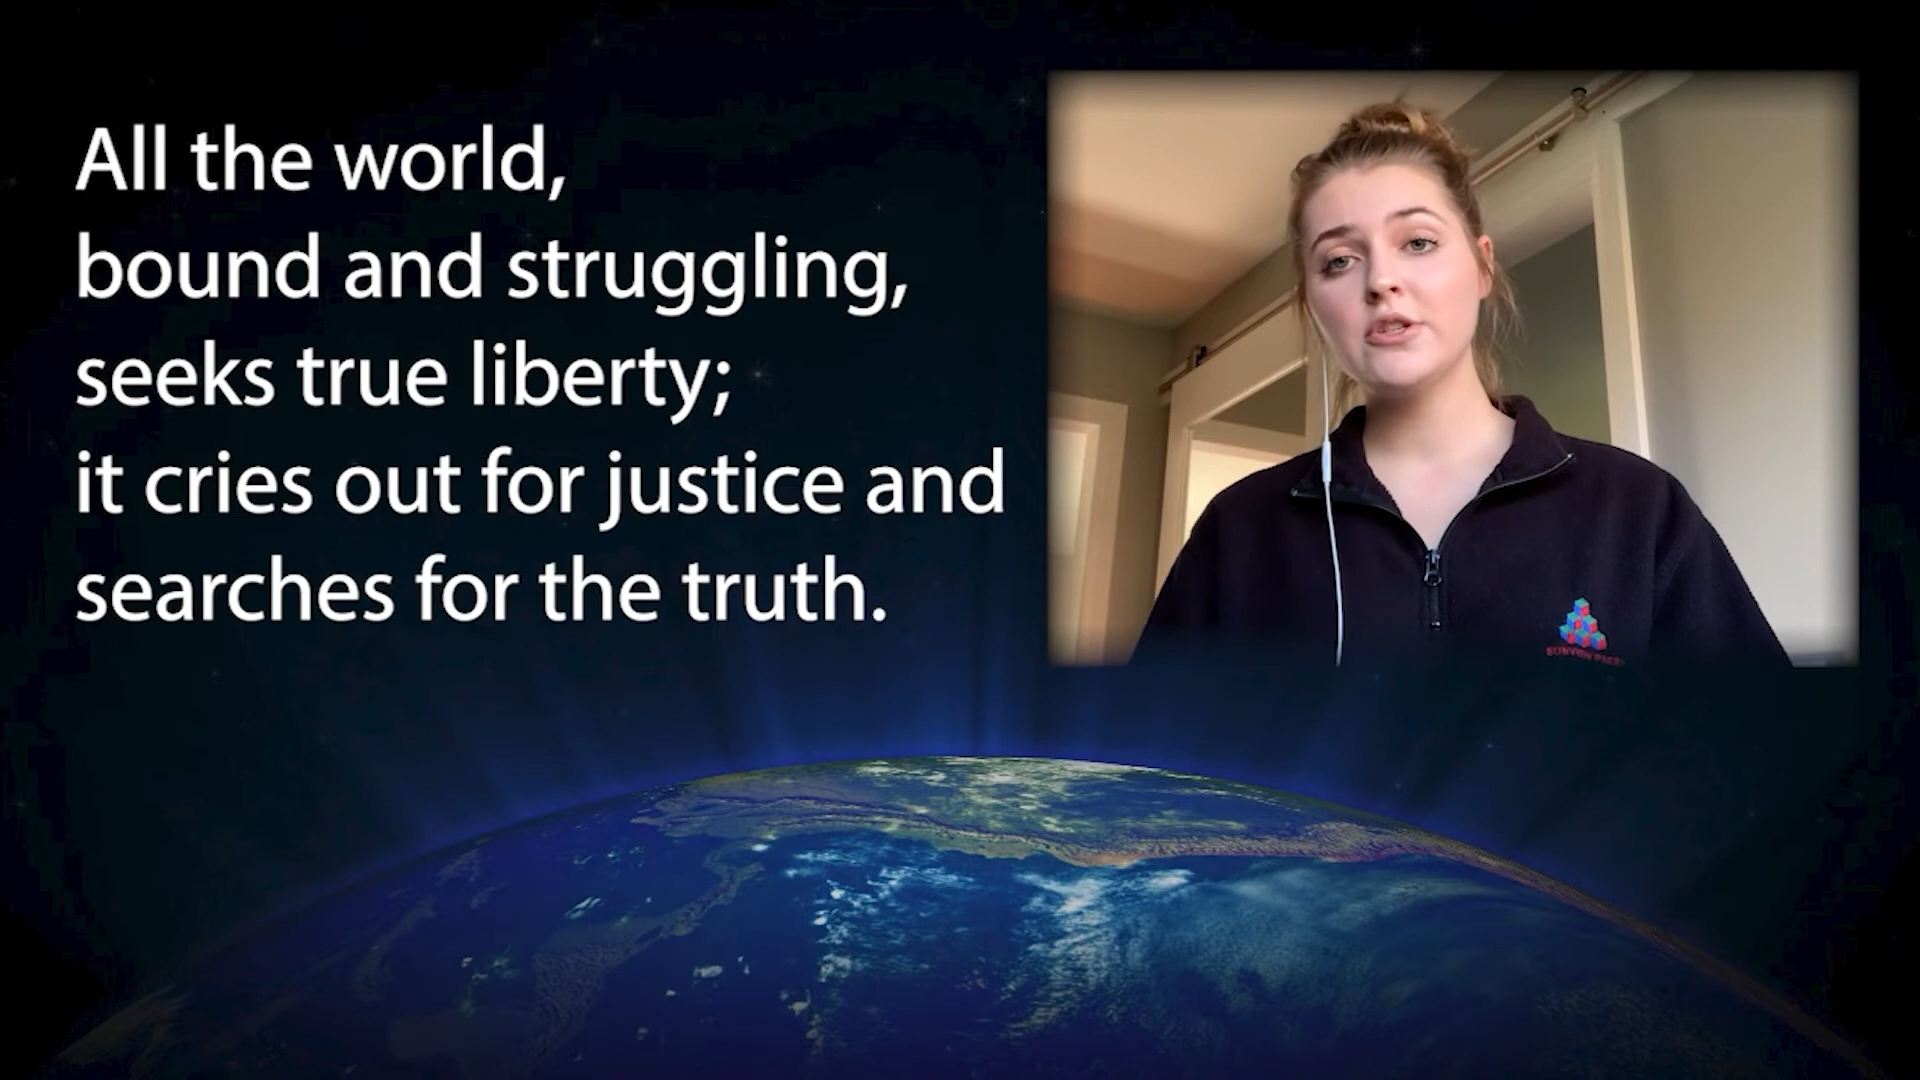 All the world,
bound and struggling,
seeks true liberty;
it cries out for justice and
searches for the truth.